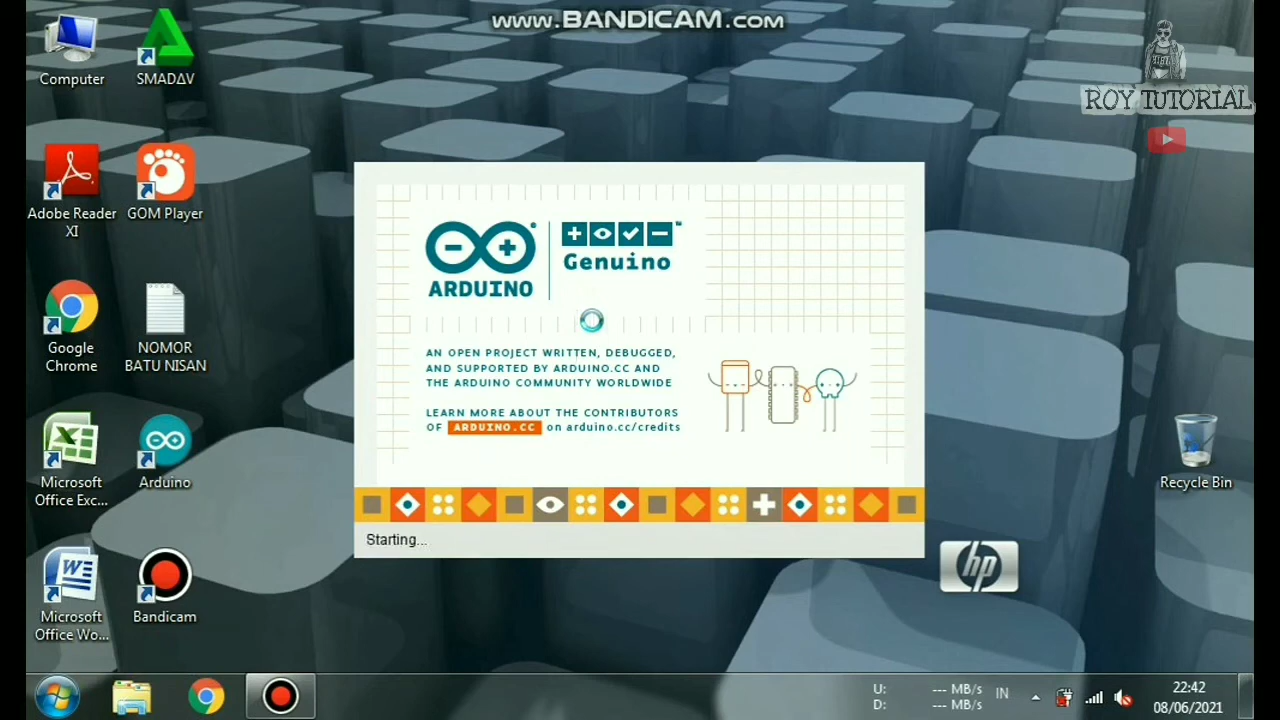 www.BANDICAM.com
ROY TUTORIAL
Computer
SMADΔV
Adobe Reader
XI
GOM Player
Google
Chrome
NOMOR
BATU NISAN
Microsoft
Office Exc...
Arduino
Microsoft
Office Wo...
Bandicam
Recycle Bin
ARDUINO
Genuino™
AN OPEN PROJECT WRITTEN, DEBUGGED,
AND SUPPORTED BY ARDUINO.CC AND
THE ARDUINO COMMUNITY WORLDWIDE
LEARN MORE ABOUT THE CONTRIBUTORS
OF ARDUINO.CC on arduino.cc/credits
Starting...
hp
U: --- MB/s
D: --- MB/s
IN
22:42
08/06/2021